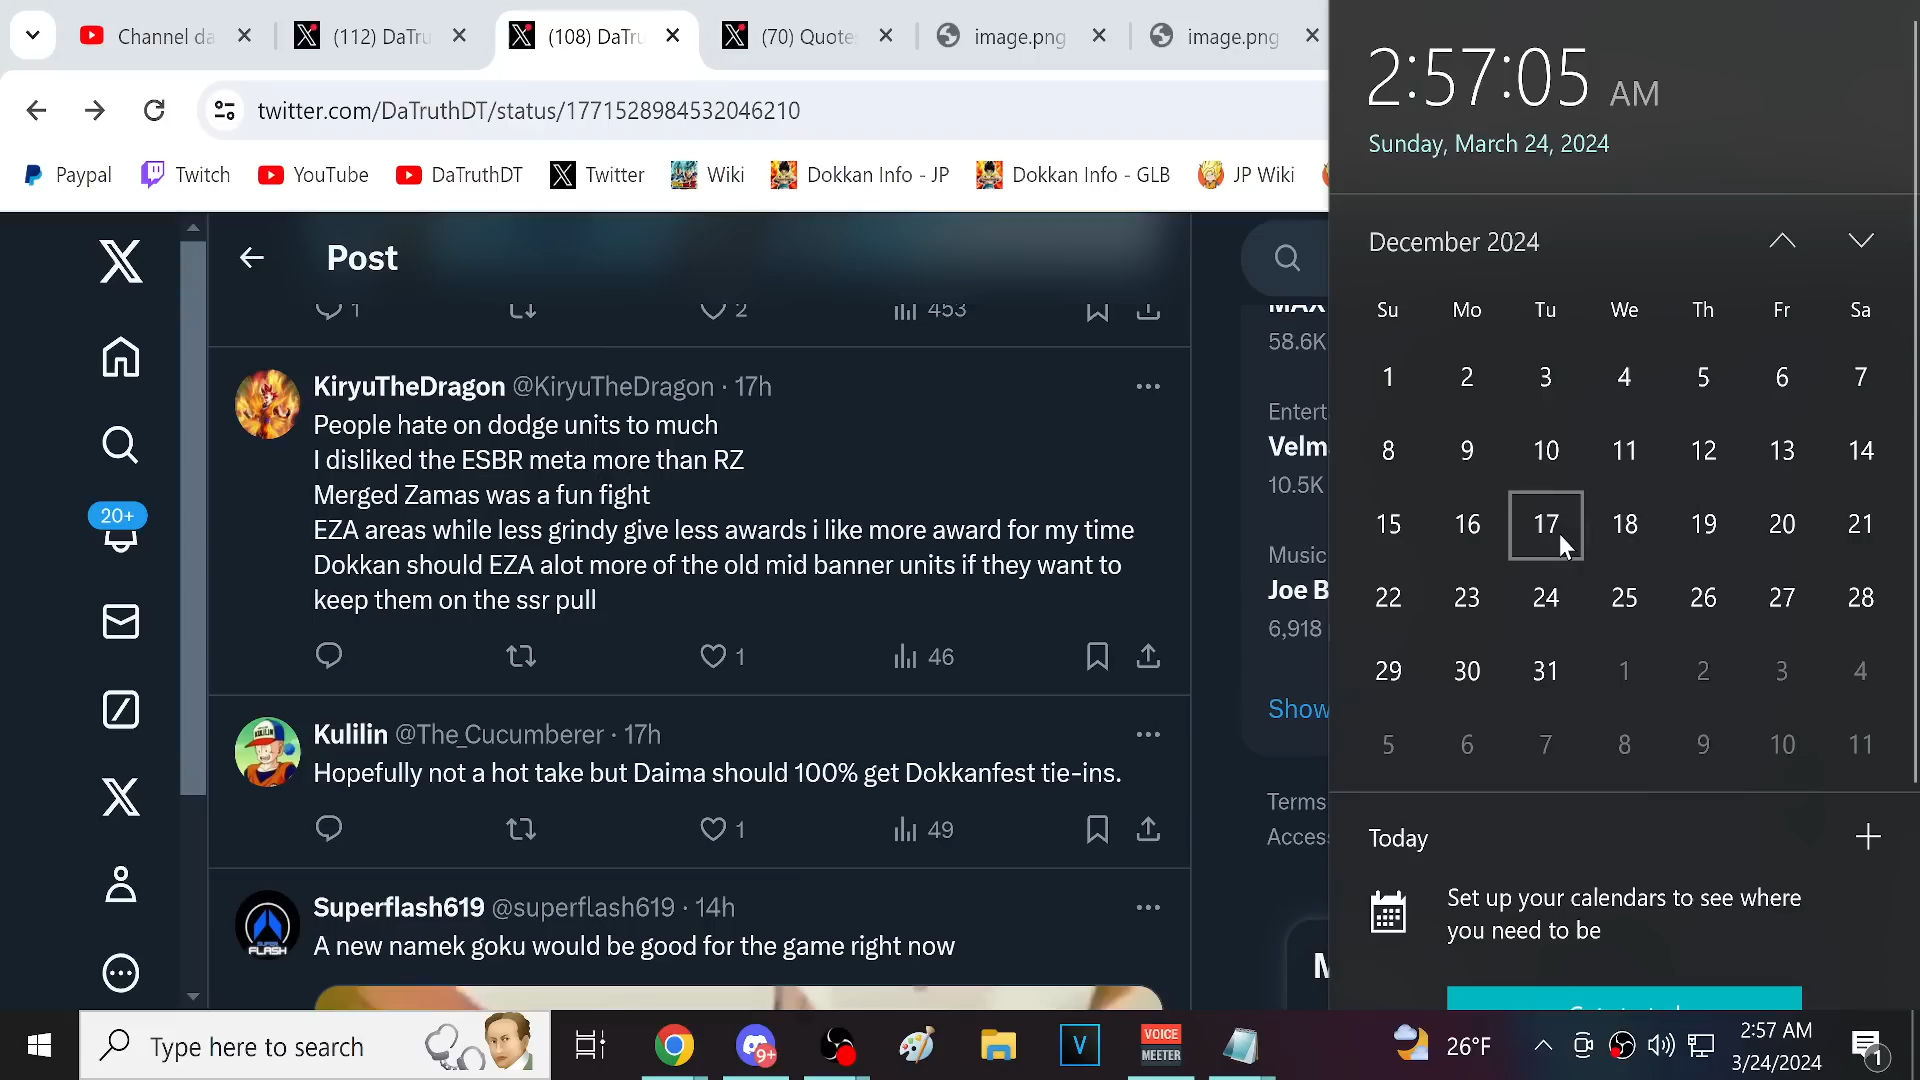 Channel da
(112) DaTru
(108) DaTru
(70) Quote
image.png
image.png
twitter.com/DaTruthDT/status/1771528984532046210
Paypal
Twitch
YouTube
DaTruthDT
Twitter
Wiki
Dokkan Info - JP
Dokkan Info - GLB
JP Wiki
Post
1
2
453
KiryuTheDragon @KiryuTheDragon · 17h
People hate on dodge units to much
I disliked the ESBR meta more than RZ
Merged Zamas was a fun fight
EZA areas while less grindy give less awards i like more award for my time
Dokkan should EZA alot more of the old mid banner units if they want to
keep them on the ssr pull
1
46
Kulilin @The_Cucumberer · 17h
Hopefully not a hot take but Daima should 100% get Dokkanfest tie-ins.
1
49
Superflash619 @superflash619 · 14h
A new namek goku would be good for the game right now
20+
MAX
58.6K
Entert
Velm
10.5K
Music
Joe B
6,918
Show
Terms
Access
M
2:57:05 AM
Sunday, March 24, 2024
December 2024
Su Mo Tu We Th Fr Sa
1 2 3 4 5 6 7
8 9 10 11 12 13 14
15 16 17 18 19 20 21
22 23 24 25 26 27 28
29 30 31 1 2 3 4
5 6 7 8 9 10 11
Today
Set up your calendars to see where
you need to be
Type here to search
9+
V
VOICE
MEETER
26°F
2:57 AM
3/24/2024
1